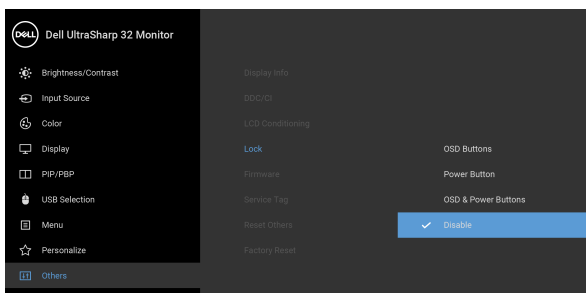 DELL Dell UltraSharp 32 Monitor
Brightness/Contrast Display Info
Input Source DDC/CI
Color LCD Conditioning
Display Lock OSD Buttons
PIP/PBP Firmware Power Button
USB Selection Service Tag OSD & Power Buttons
Menu Reset Others Disable
Personalize Factory Reset
Others